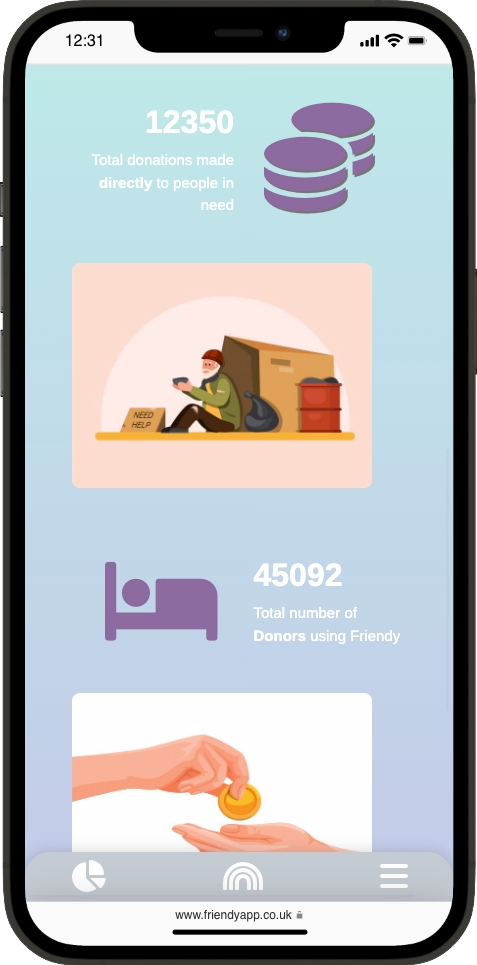 12:31
12350
Total donations made
directly to people in
need
NEED
HELP
45092
Total number of
Donors using Friendy
www.friendyapp.co.uk